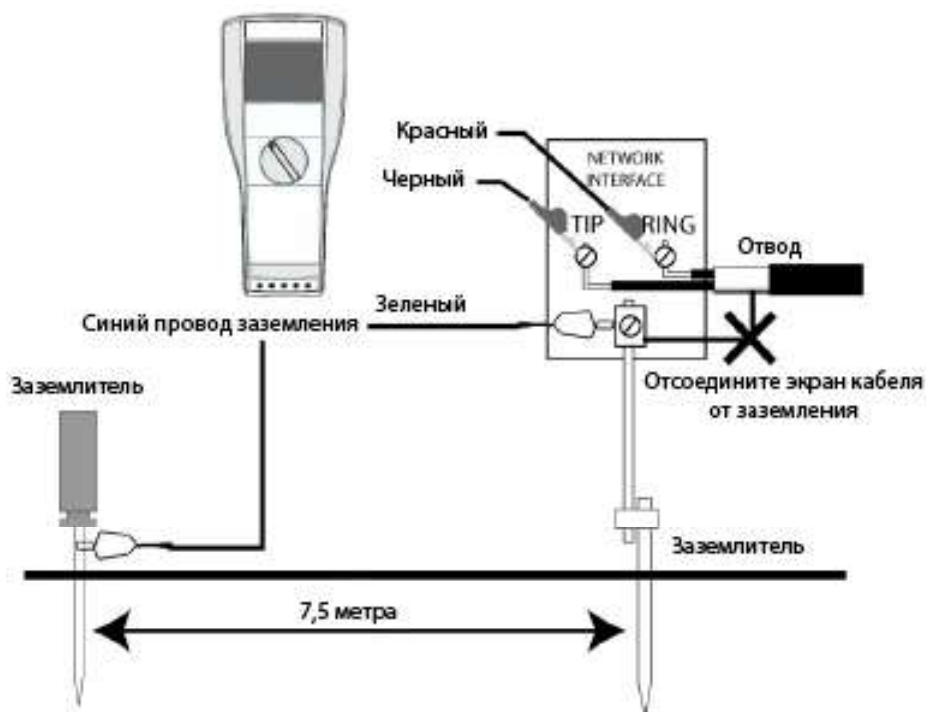 Красный
NETWORK
INTERFACE
Черный
TIP
RING
Отвод
Зеленый
Синий провод заземления
Отсоедините экран кабеля
от заземления
Заземлитель
Заземлитель
7,5 метра